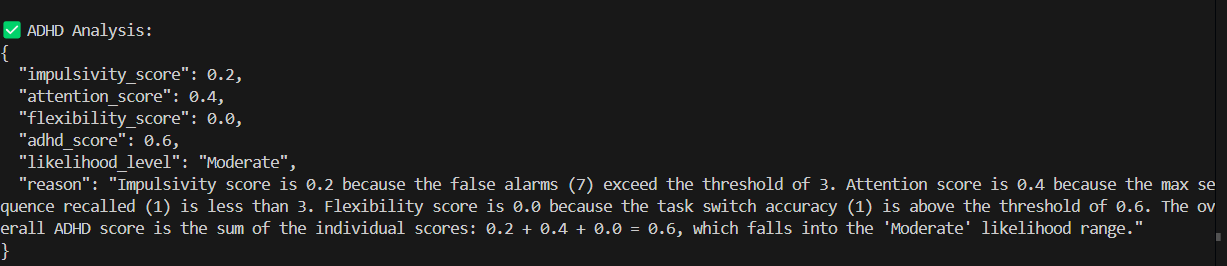 ✅ ADHD Analysis:
{
  "impulsivity_score": 0.2,
  "attention_score": 0.4,
  "flexibility_score": 0.0,
  "adhd_score": 0.6,
  "likelihood_level": "Moderate",
  "reason": "Impulsivity score is 0.2 because the false alarms (7) exceed the threshold of 3. Attention score is 0.4 because the max se
quence recalled (1) is less than 3. Flexibility score is 0.0 because the task switch accuracy (1) is above the threshold of 0.6. The ov
erall ADHD score is the sum of the individual scores: 0.2 + 0.4 + 0.0 = 0.6, which falls into the 'Moderate' likelihood range."
}